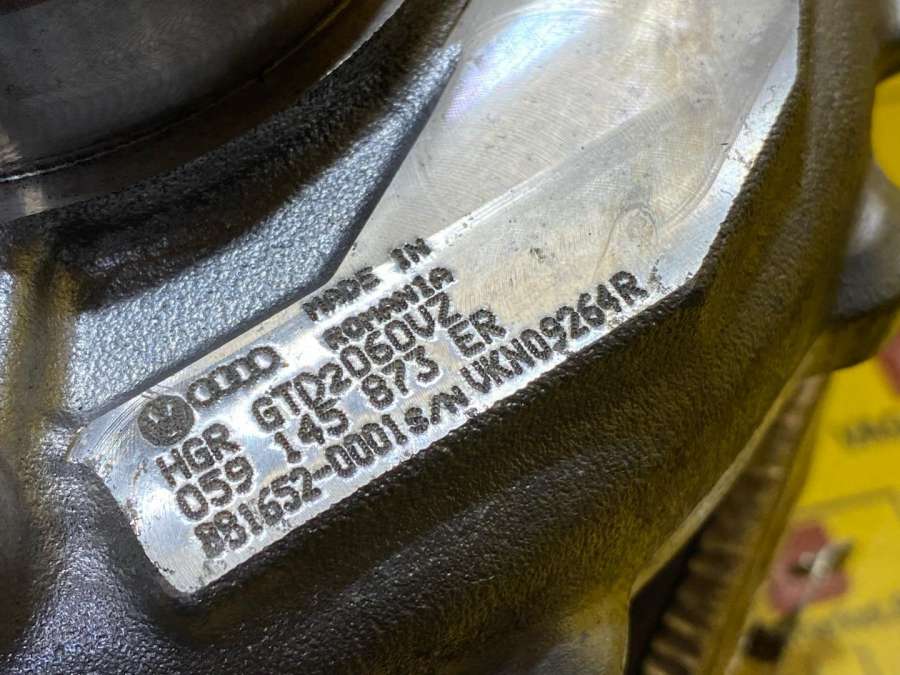 MADE IN
ROMANIA
HGR GTD2060VZ
059 145 873 ER
881652-0001 S/N VKN09264R